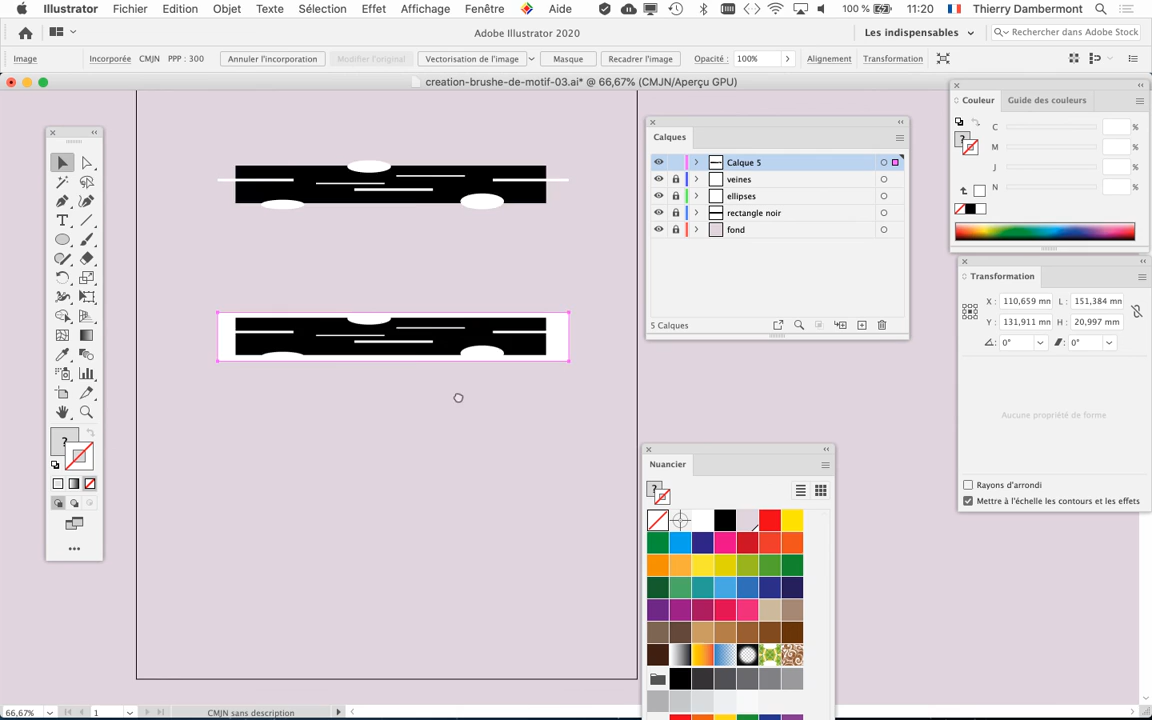 Illustrator Fichier Edition Objet Texte Sélection Effet Affichage Fenêtre Aide 100 % 11:20 Thierry Dambermont
Adobe Illustrator 2020 Les indispensables Rechercher dans Adobe Stock
Image Incorporée CMJN PPP : 300 Annuler l'incorporation Modifier l'original Vectorisation de l'image Masque Recadrer l'image Opacité : 100% Alignement Transformation
creation-brushe-de-motif-03.ai* @ 66,67% (CMJN/Aperçu GPU)
Couleur Guide des couleurs
C %
M %
J %
N %
Calques
Calque 5
veines
ellipses
rectangle noir
fond
5 Calques
Transformation
X : 110,659 mn L : 151,384 mn
Y : 131,911 mn H : 20,997 mm
0° 0°
Aucune propriété de forme
Rayons d'arrondi
Mettre à l'échelle les contours et les effets
Nuancier
66,67% 1 CMJN sans description